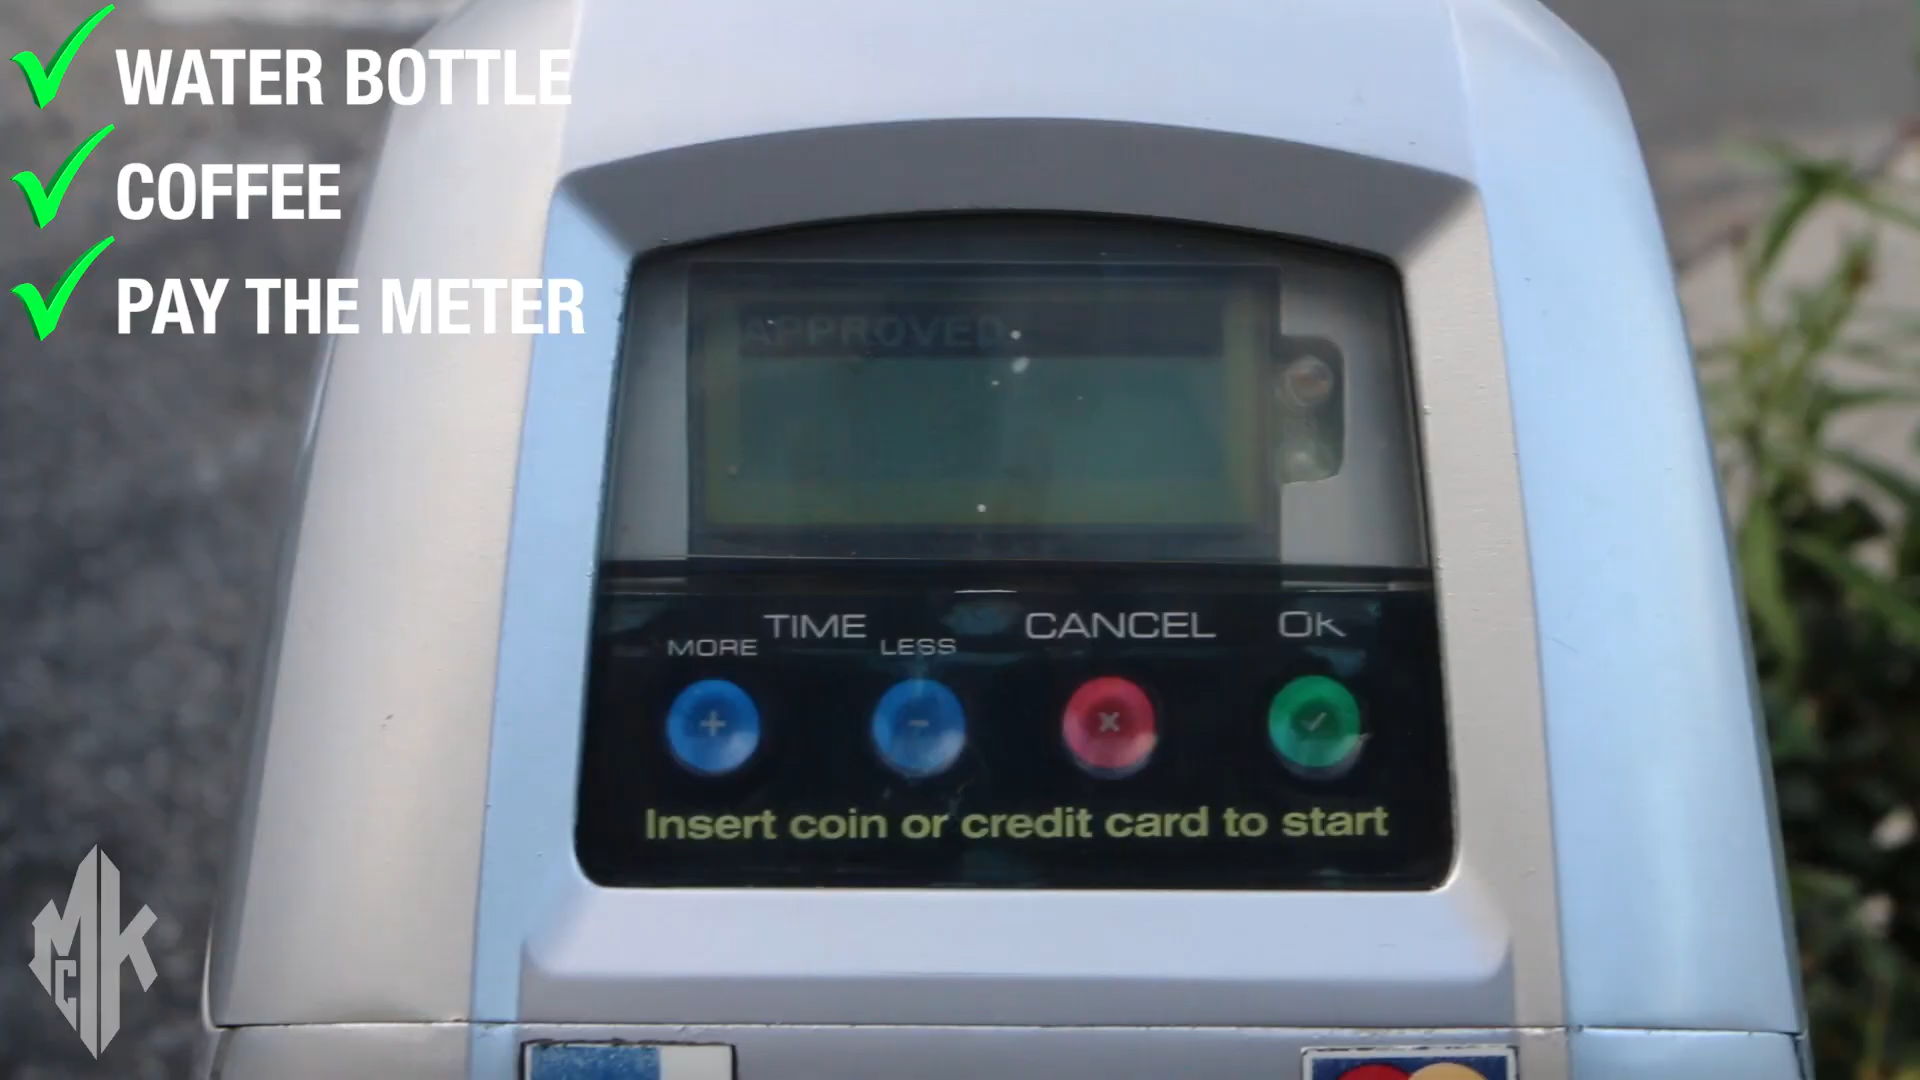 WATER BOTTLE
COFFEE
PAY THE METER
APPROVED
TIME
MORE
LESS
CANCEL
OK
Insert coin or credit card to start
MCK